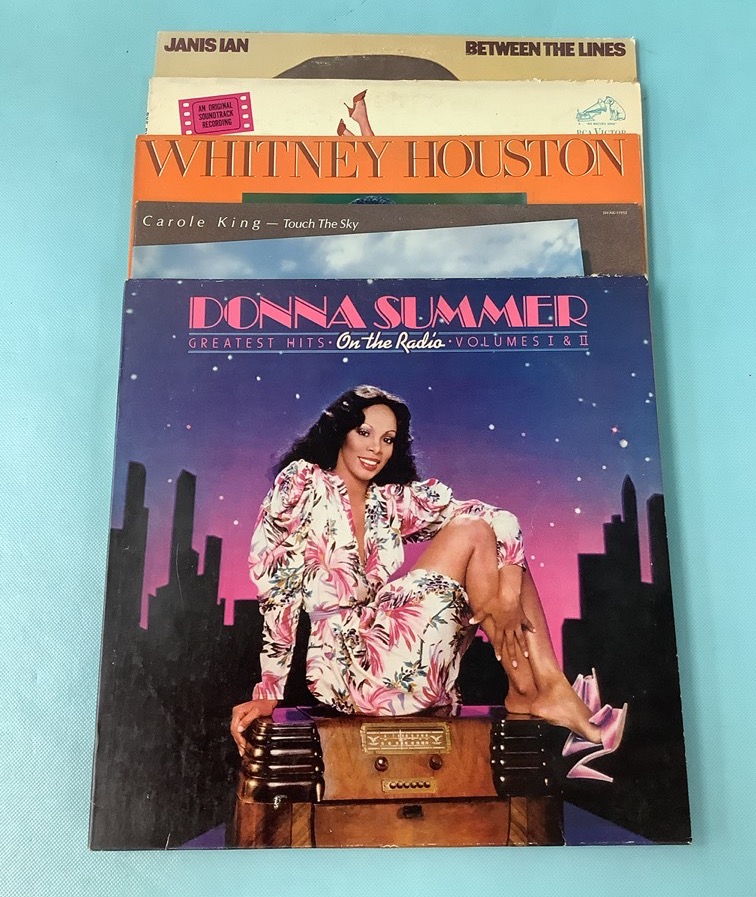 JANIS IAN BETWEEN THE LINES
AN ORIGINAL
SOUNDTRACK
RECORDING
RCA VICTOR
WHITNEY HOUSTON
Carole King — Touch The Sky
DONNA SUMMER
GREATEST HITS · On the Radio · VOLUMES I & II